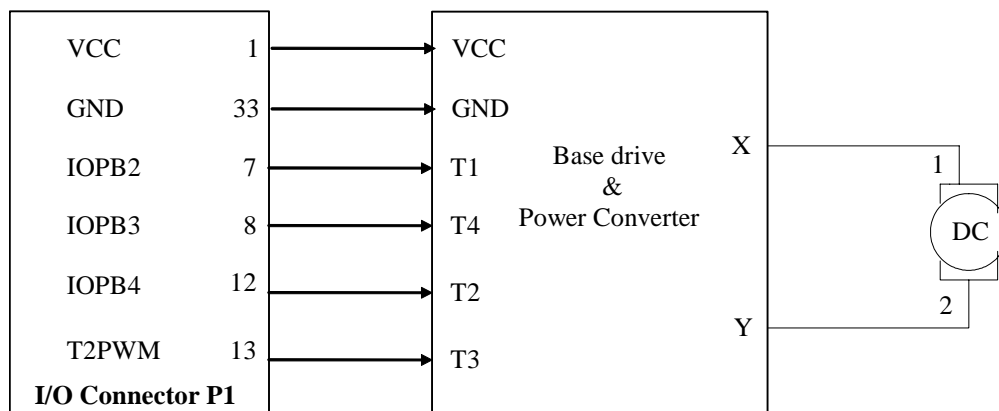 VCC 1 VCC
GND 33 GND
IOPB2 7 T1
IOPB3 8 T4
IOPB4 12 T2
T2PWM 13 T3
I/O Connector P1
Base drive
&
Power Converter
X
Y
1
DC
2